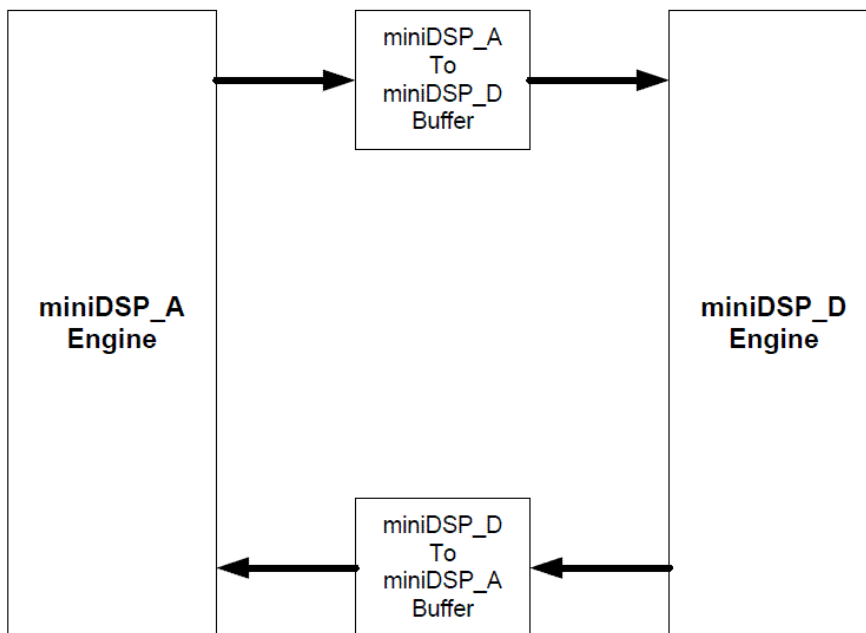 miniDSP_A
To
miniDSP_D
Buffer
miniDSP_A
Engine
miniDSP_D
Engine
miniDSP_D
To
miniDSP_A
Buffer